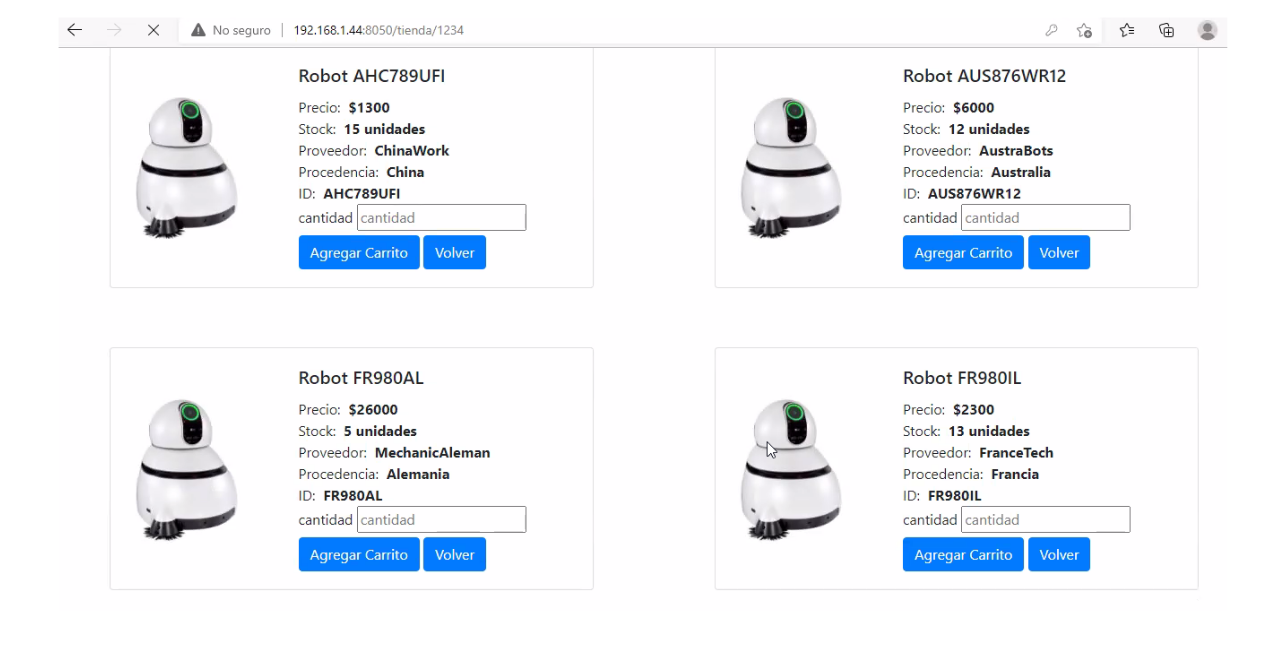 No seguro | 192.168.1.44:8050/tienda/1234
Robot AHC789UFI
Precio: $1300
Stock: 15 unidades
Proveedor: ChinaWork
Procedencia: China
ID: AHC789UFI
cantidad cantidad
Agregar Carrito Volver
Robot AUS876WR12
Precio: $6000
Stock: 12 unidades
Proveedor: AustraBots
Procedencia: Australia
ID: AUS876WR12
cantidad cantidad
Agregar Carrito Volver
Robot FR980AL
Precio: $26000
Stock: 5 unidades
Proveedor: MechanicAleman
Procedencia: Alemania
ID: FR980AL
cantidad cantidad
Agregar Carrito Volver
Robot FR980IL
Precio: $2300
Stock: 13 unidades
Proveedor: FranceTech
Procedencia: Francia
ID: FR980IL
cantidad cantidad
Agregar Carrito Volver